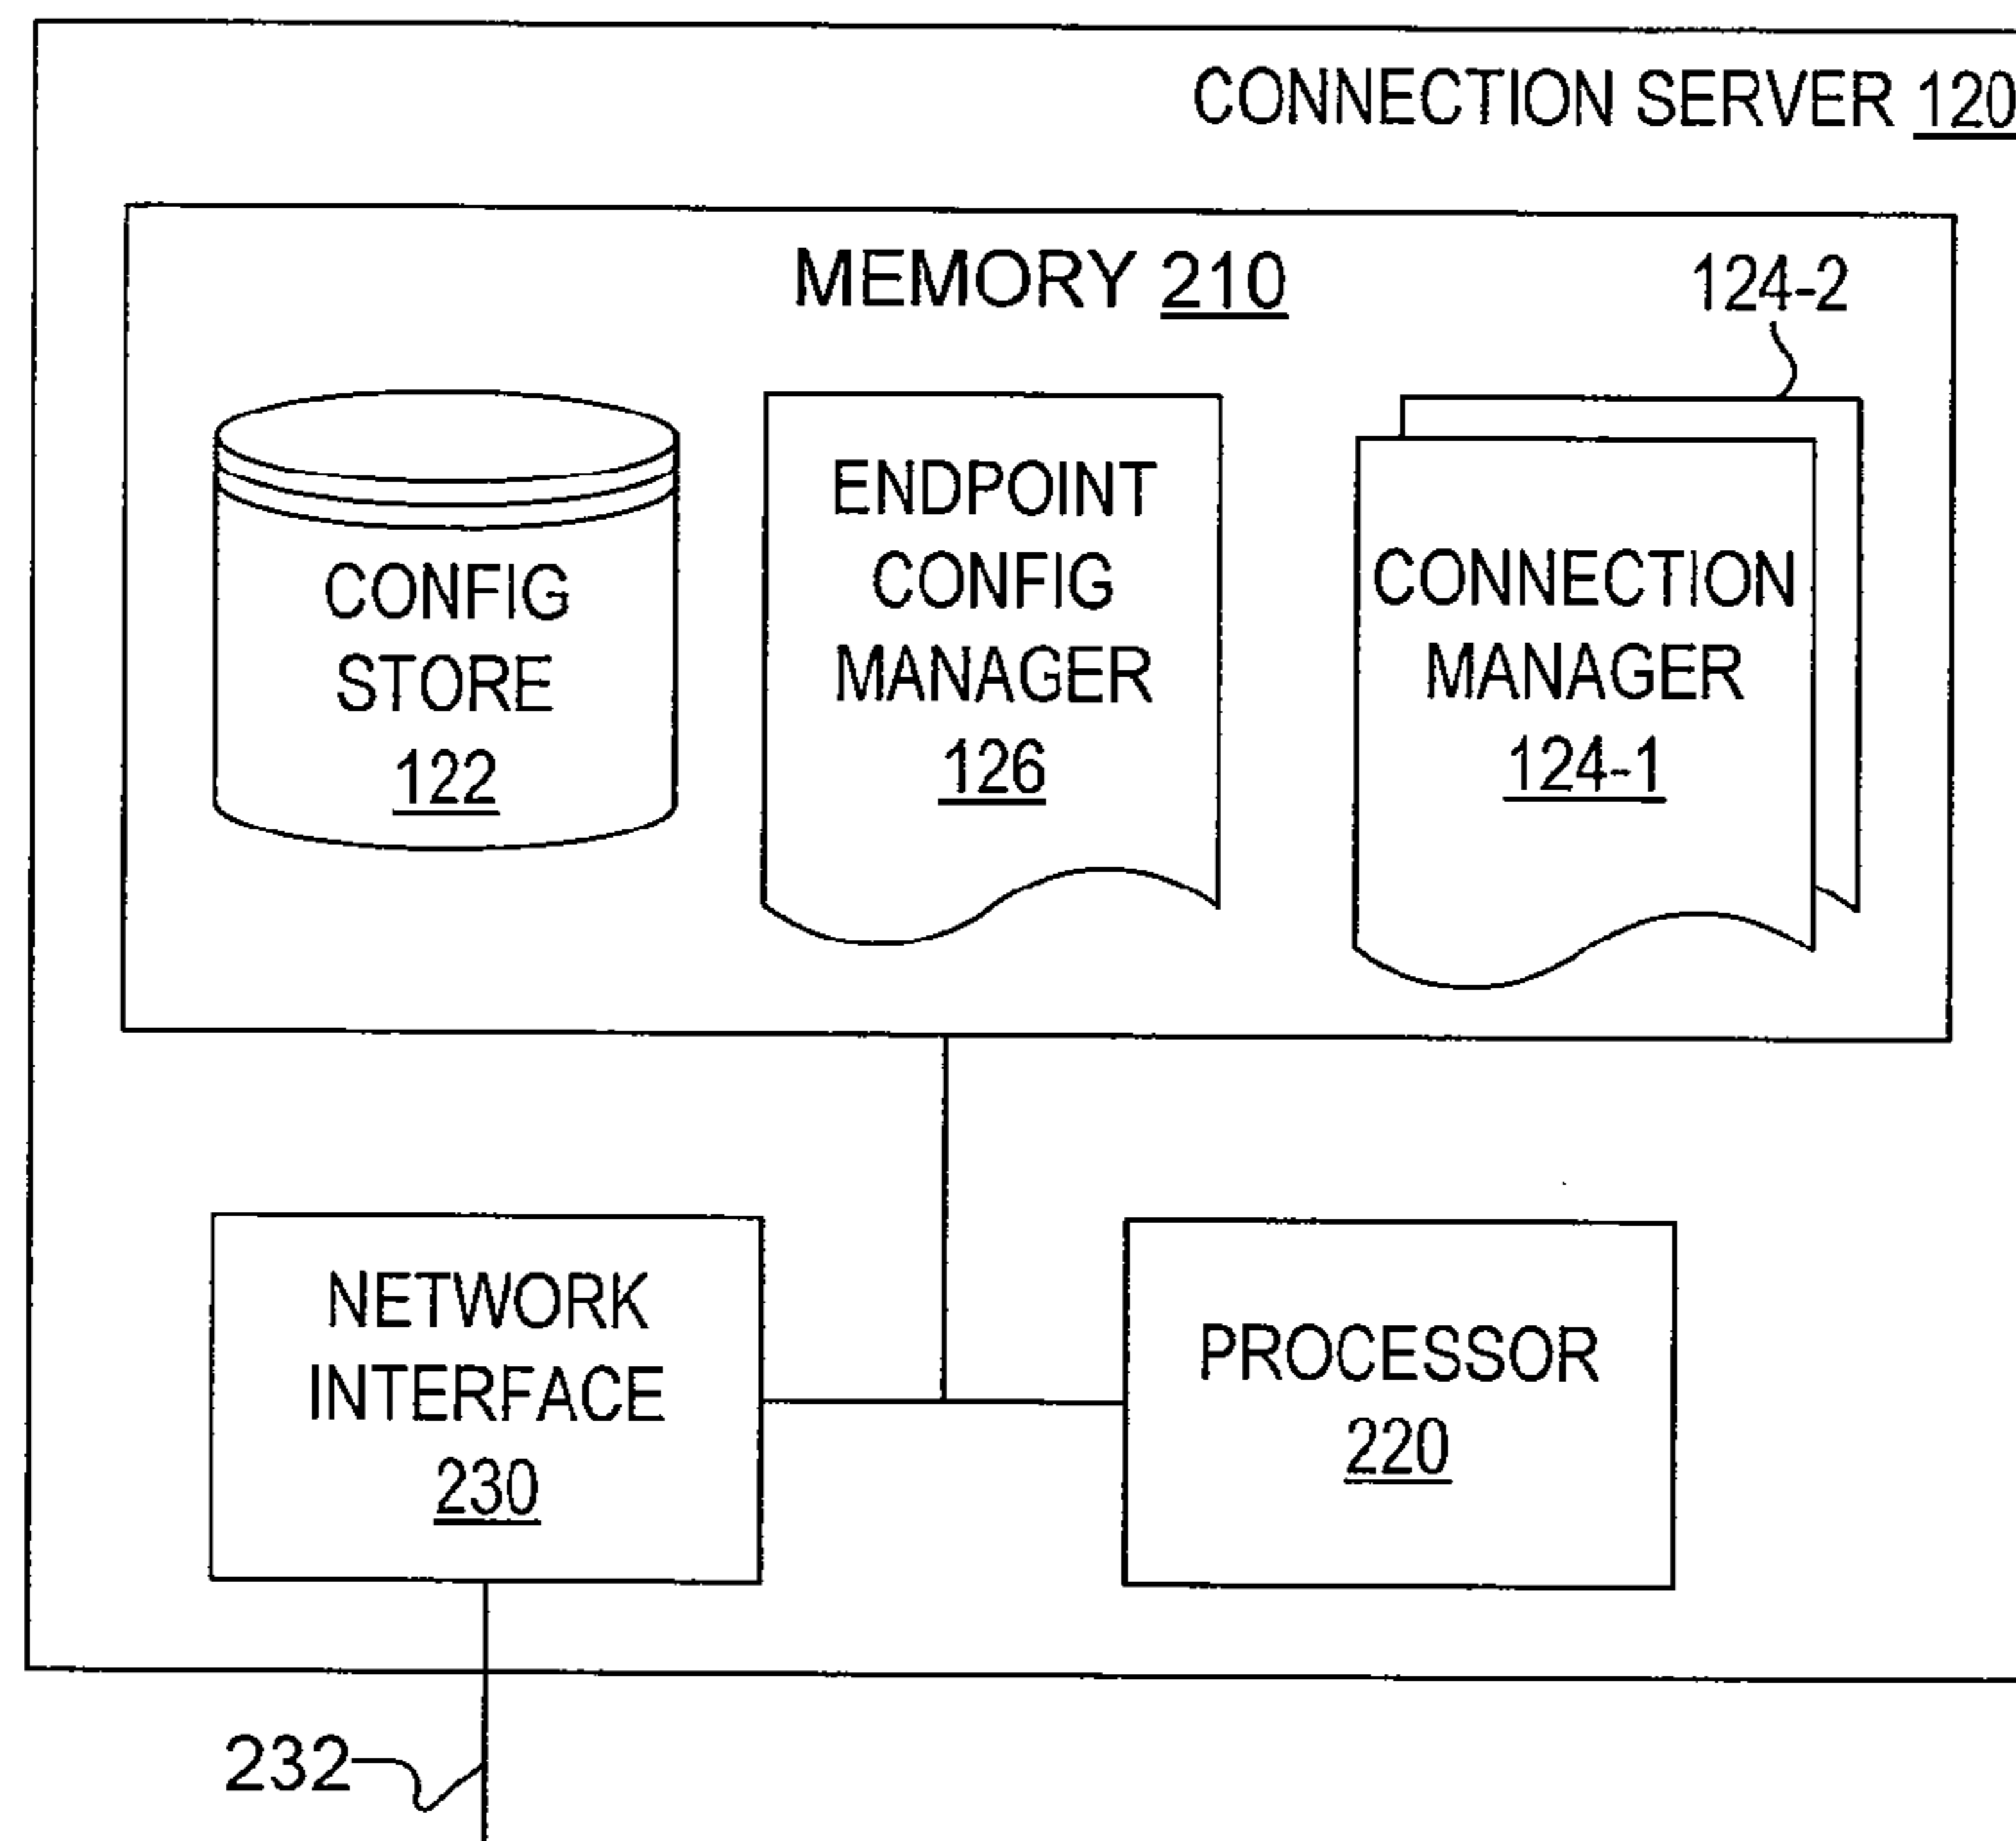 CONNECTION SERVER 120
MEMORY 210
124-2
CONFIG
STORE
122
ENDPOINT
CONFIG
MANAGER
126
CONNECTION
MANAGER
124-1
NETWORK
INTERFACE
230
PROCESSOR
220
232